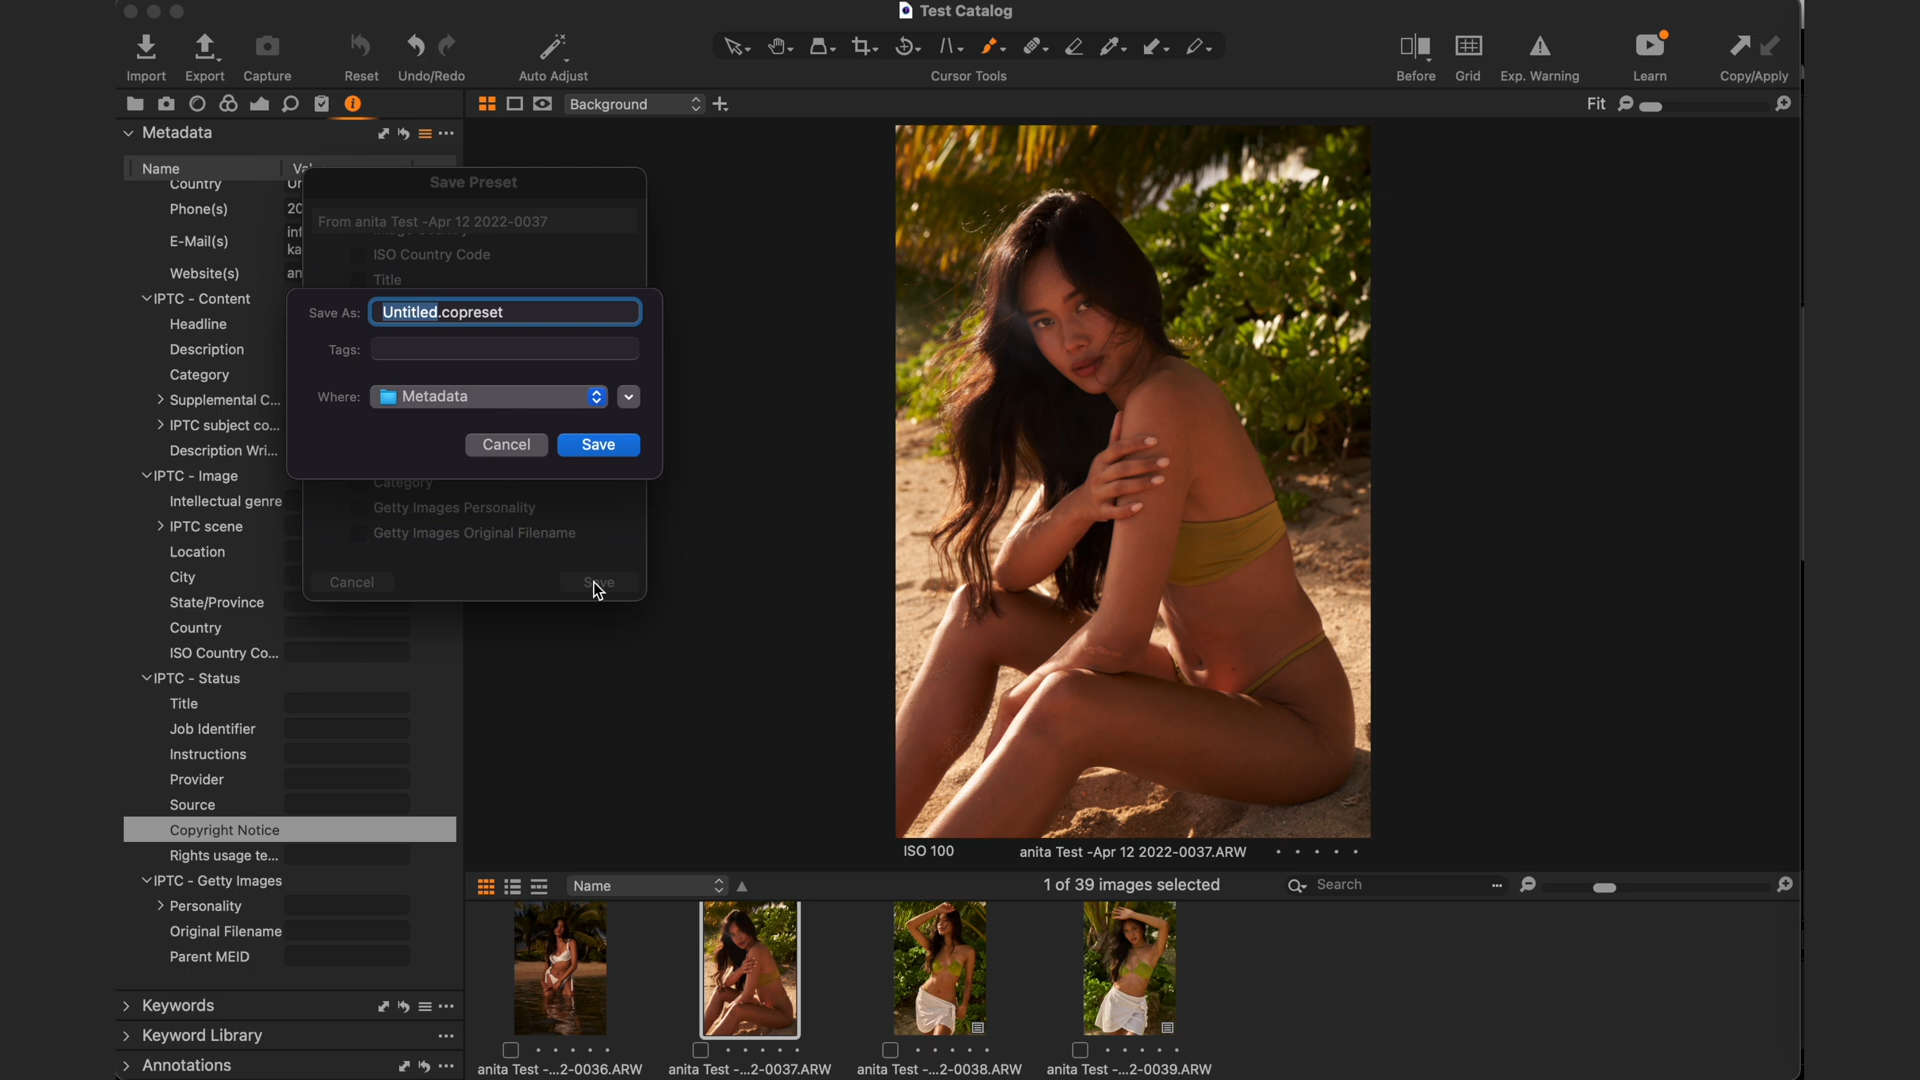 Test Catalog
Import
Export
Capture
Reset
Undo/Redo
Auto Adjust
Cursor Tools
Before
Grid
Exp. Warning
Learn
Copy/Apply
Background
Fit
Metadata
Name
Save Preset
Country
Phone(s)
20
From anita Test -Apr 12 2022-0037
E-Mail(s)
inf
ka
ISO Country Code
Website(s)
an
Title
IPTC - Content
Headline
Save As: Untitled.copreset
Description
Tags:
Category
Where: Metadata
Supplemental C...
IPTC subject co...
Description Wri...
Cancel
Save
IPTC - Image
Category
Intellectual genre
Getty Images Personality
IPTC scene
Getty Images Original Filename
Location
City
Cancel
Save
State/Province
Country
ISO Country Co...
IPTC - Status
Title
Job Identifier
Instructions
Provider
Source
Copyright Notice
Rights usage te...
IPTC - Getty Images
Personality
Original Filename
Parent MEID
Keywords
Keyword Library
Annotations
ISO 100
anita Test -Apr 12 2022-0037.ARW
Name
1 of 39 images selected
Search
anita Test -...2-0036.ARW
anita Test -...2-0037.ARW
anita Test -...2-0038.ARW
anita Test -...2-0039.ARW